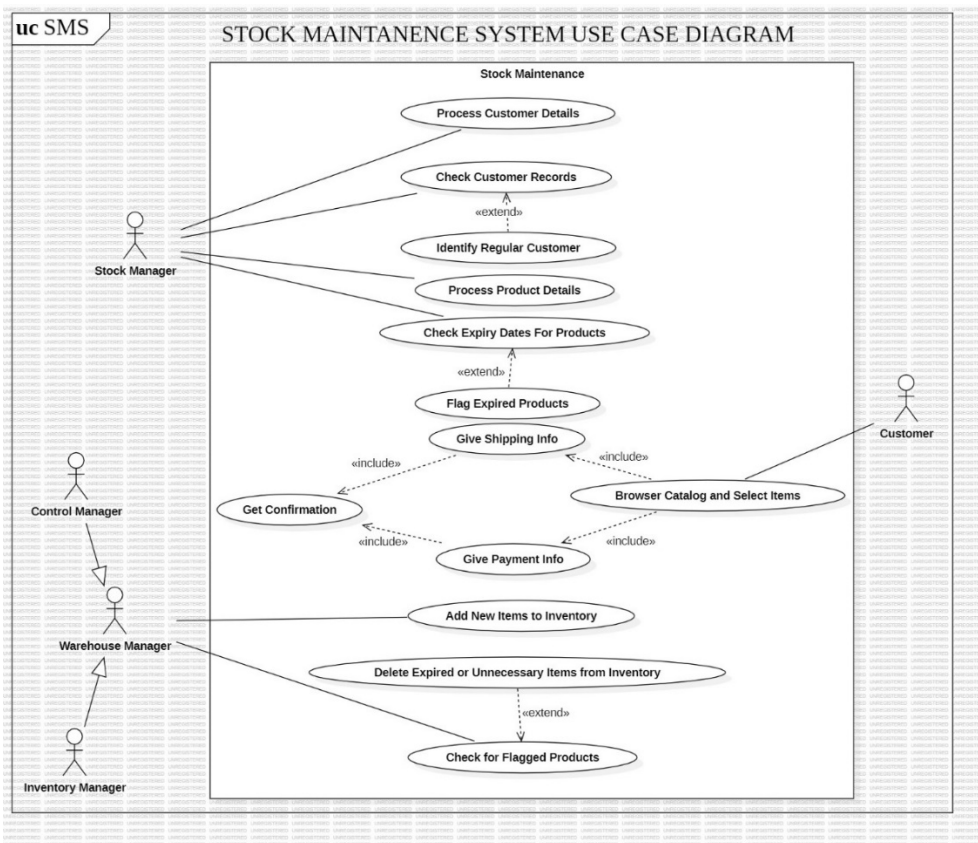 uc SMS
STOCK MAINTANENCE SYSTEM USE CASE DIAGRAM
Stock Maintenance
Process Customer Details
Check Customer Records
«extend»
Identify Regular Customer
Stock Manager
Process Product Details
Check Expiry Dates For Products
«extend»
Flag Expired Products
Give Shipping Info
Customer
«include»
«include»
Browser Catalog and Select Items
Get Confirmation
Control Manager
«include»
«include»
Give Payment Info
Add New Items to Inventory
Warehouse Manager
Delete Expired or Unnecessary Items from Inventory
«extend»
Check for Flagged Products
Inventory Manager